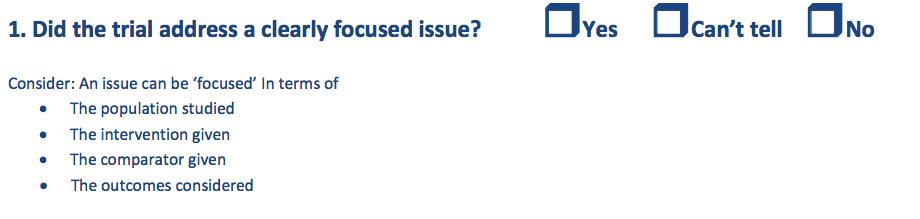 1. Did the trial address a clearly focused issue? Yes Can’t tell No
Consider: An issue can be ‘focused’ In terms of
• The population studied
• The intervention given
• The comparator given
• The outcomes considered